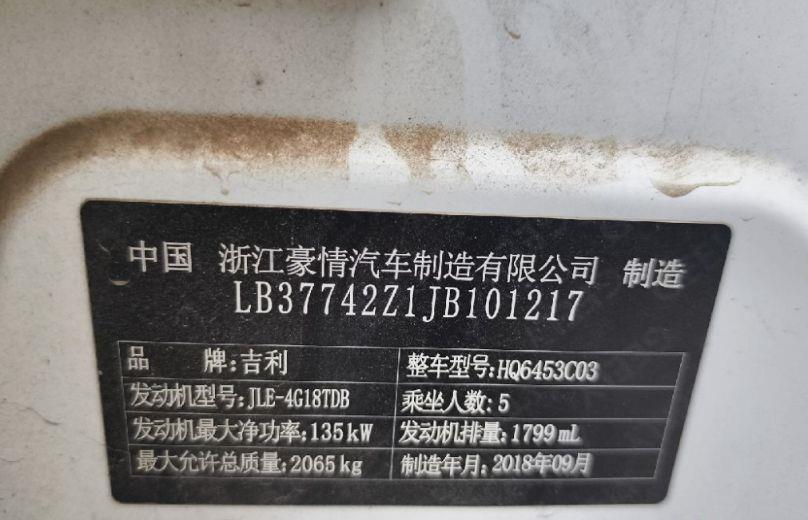 中国 浙江豪情汽车制造有限公司 制造
LB37742Z1JB101217
品 牌:吉利 整车型号:HQ6453C03
发动机型号:JLE-4G18TDB 乘坐人数:5
发动机最大净功率:135kW 发动机排量:1799mL
最大允许总质量:2065kg 制造年月:2018年09月